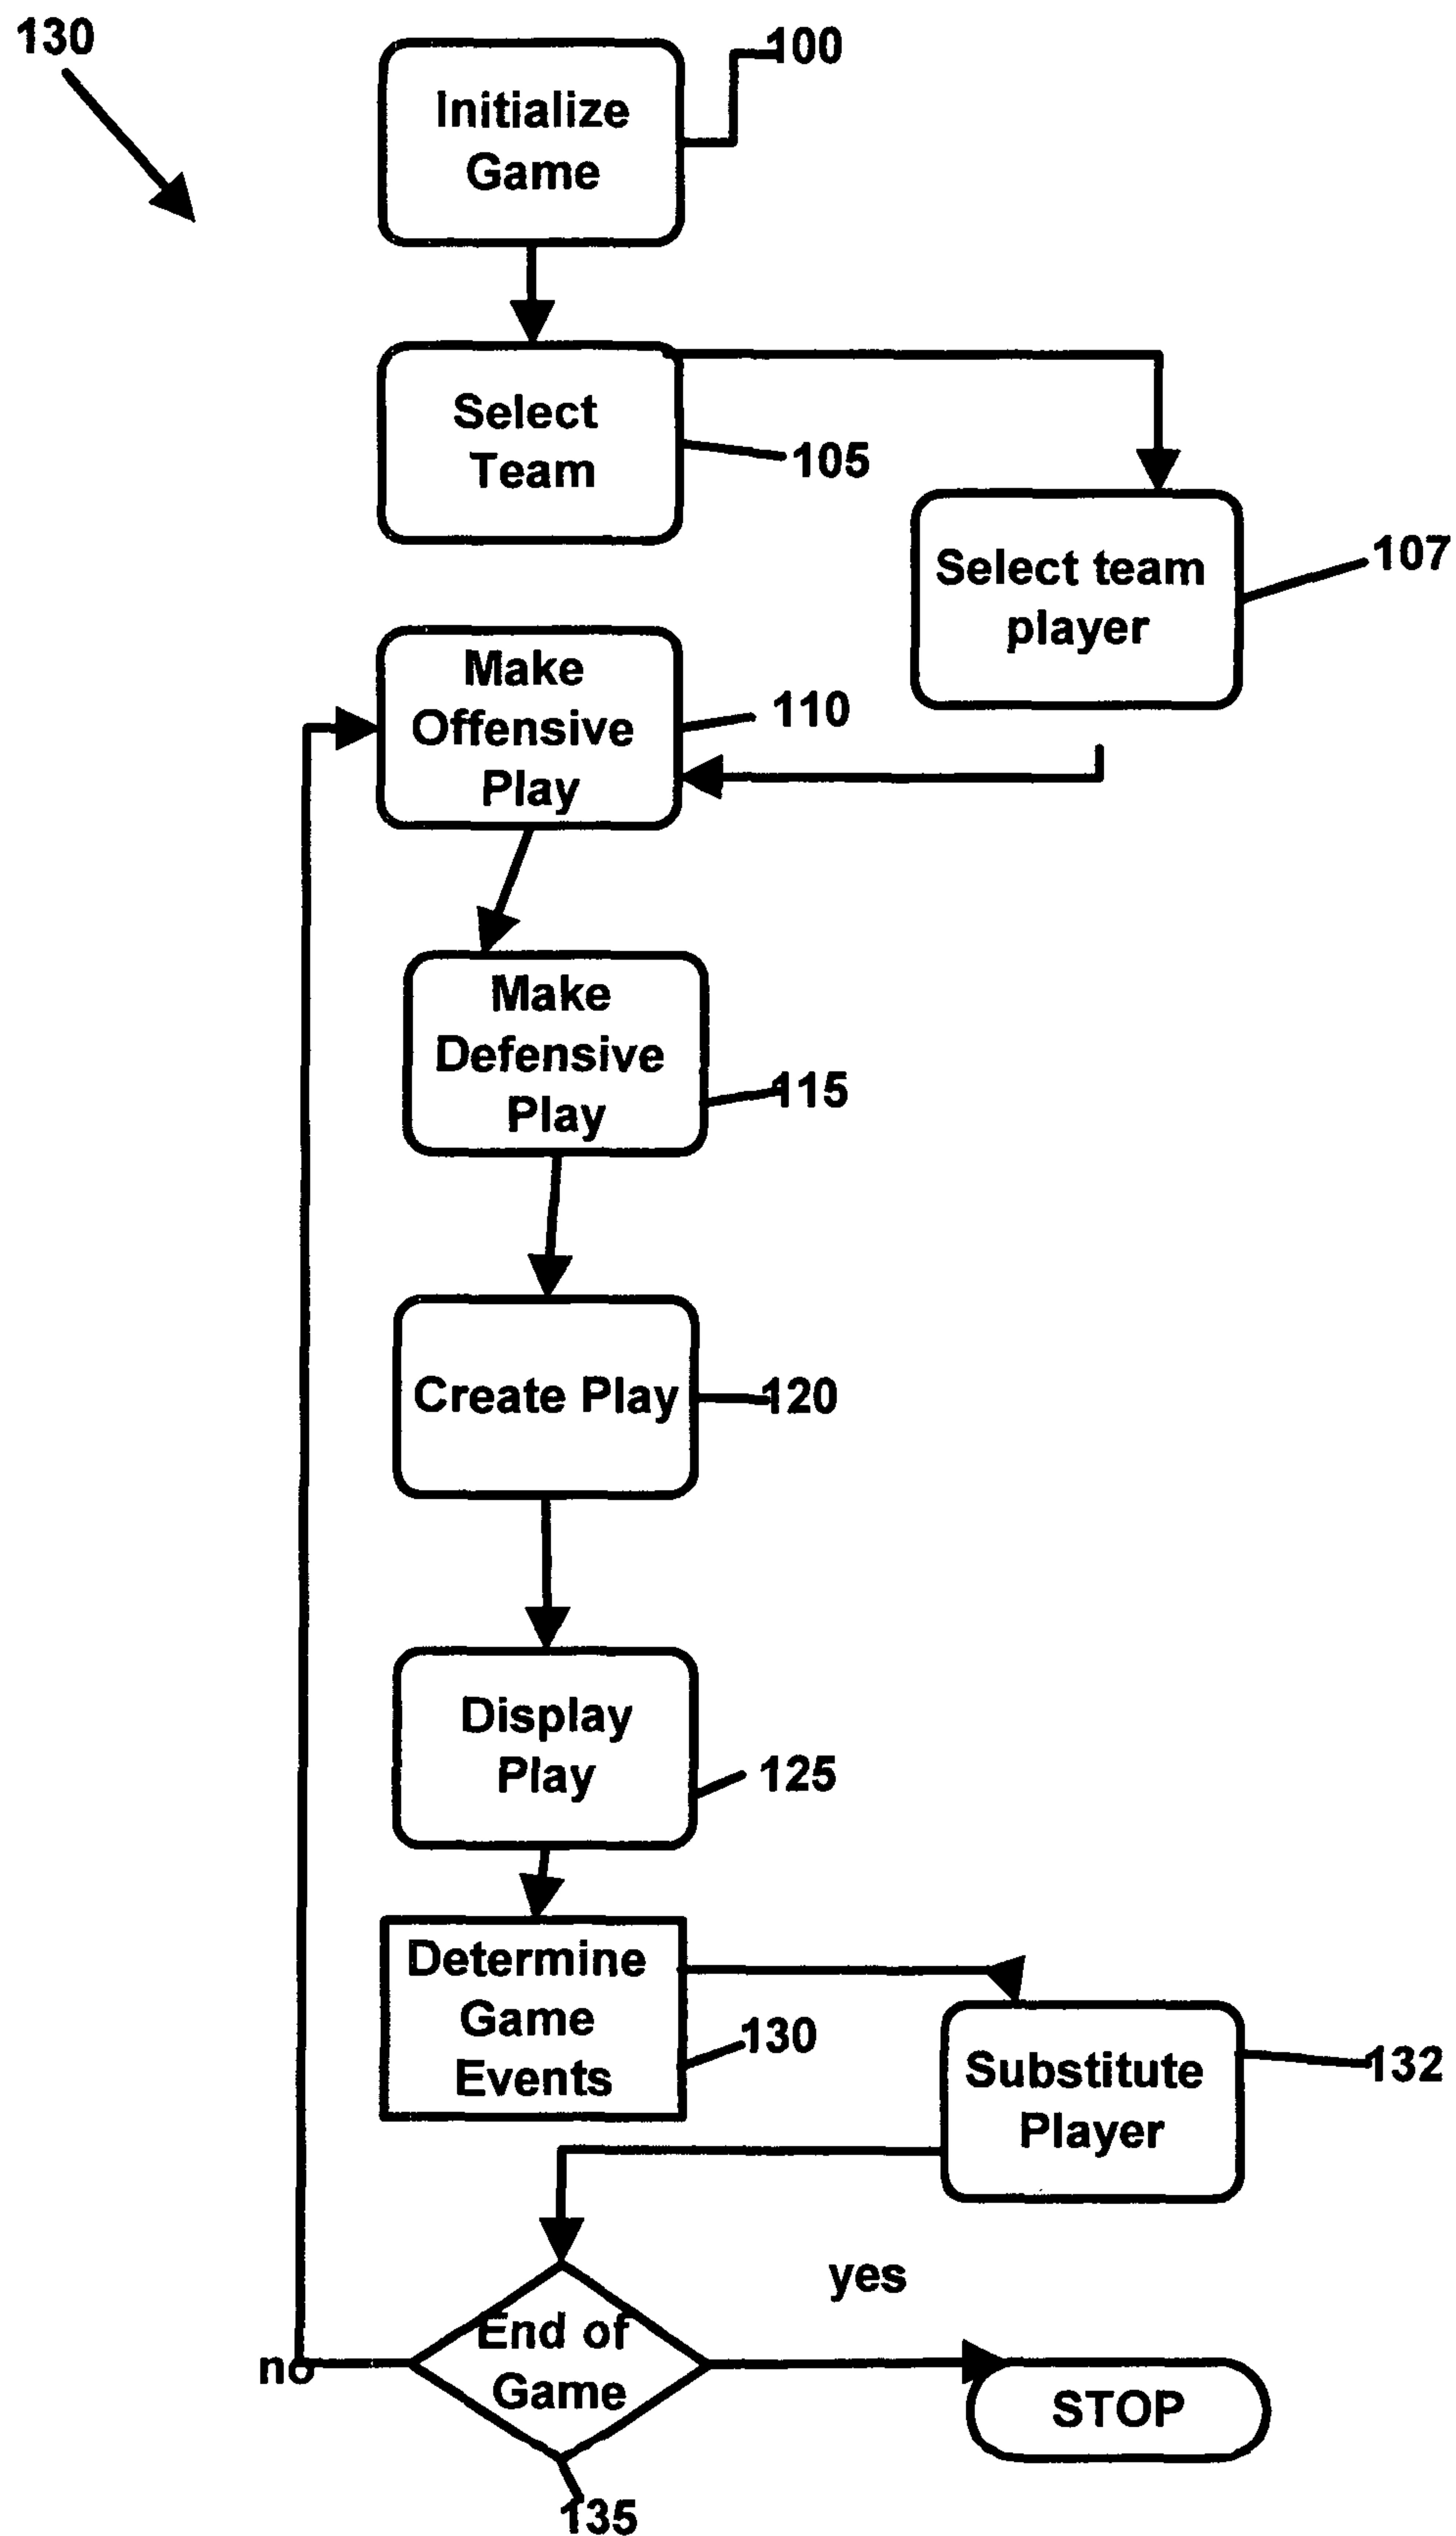 130
100
Initialize
Game
Select
Team
105
Select team
player
107
Make
Offensive
Play
110
Make
Defensive
Play
115
Create Play
120
Display
Play
125
Determine
Game
Events
130
Substitute
Player
132
yes
End of
Game
no
STOP
135